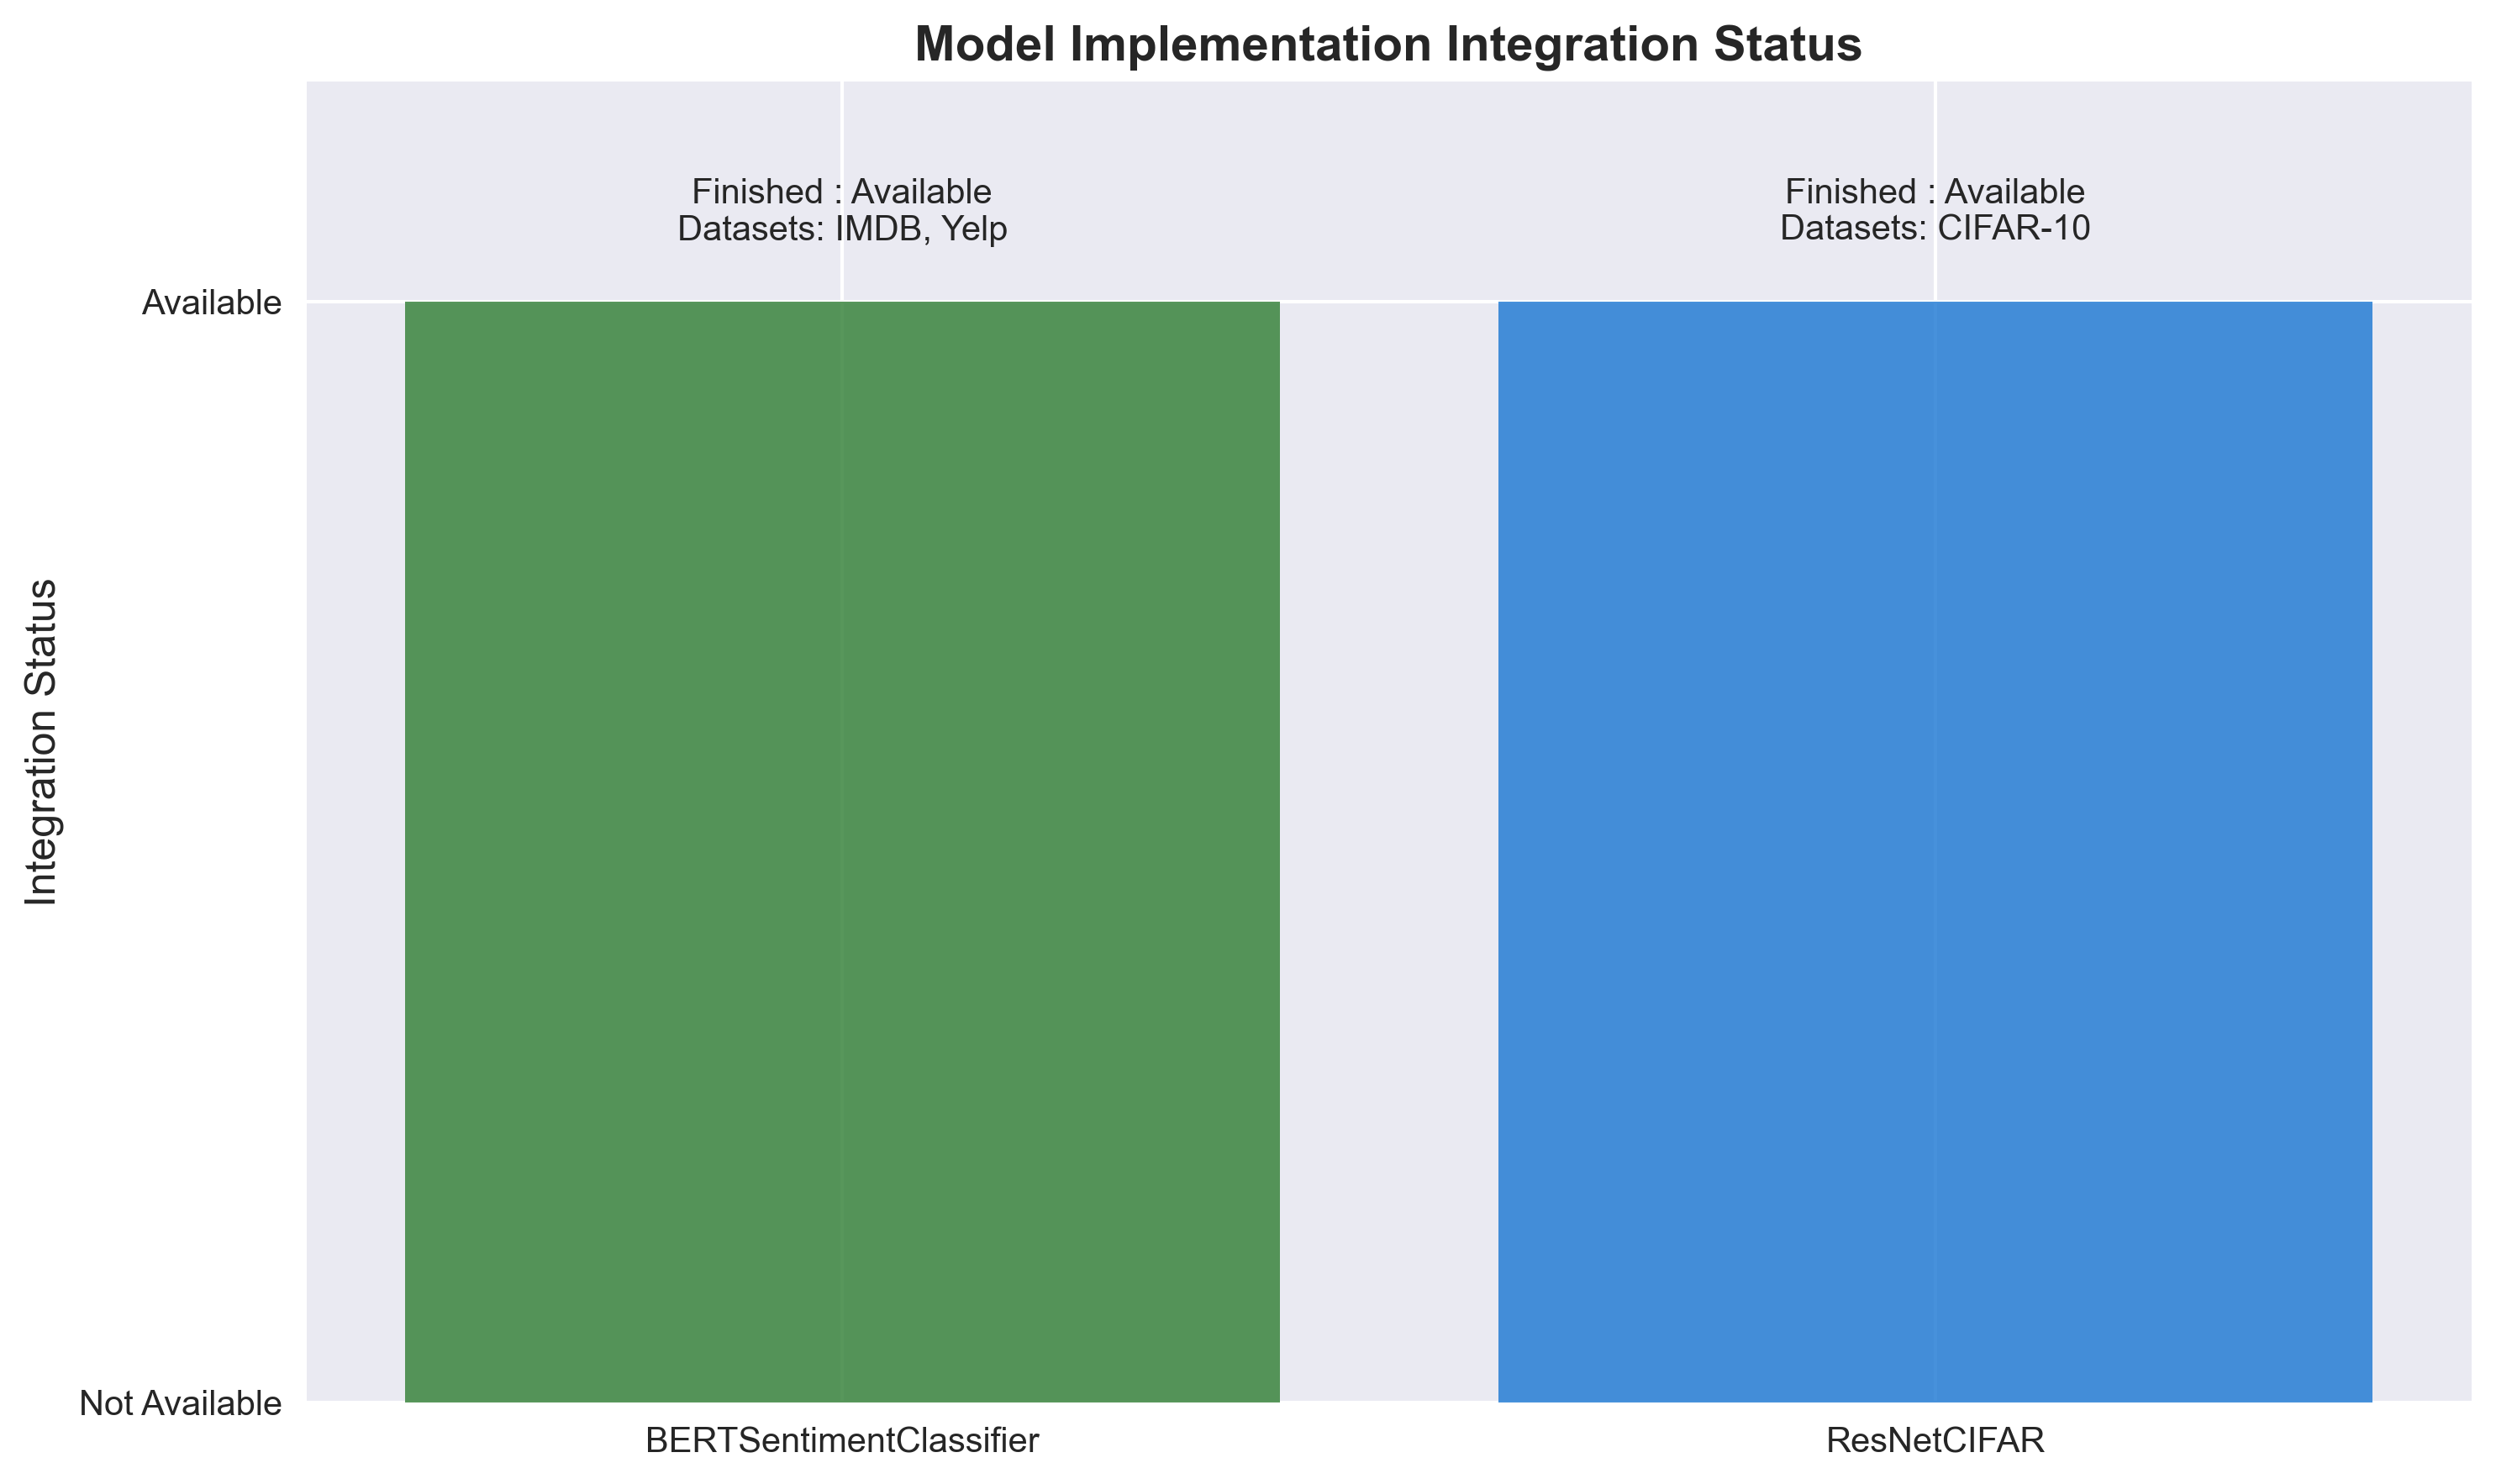 Model Implementation Integration Status
Finished : Available
Datasets: IMDB, Yelp
Finished : Available
Datasets: CIFAR-10
Available
Integration Status
Not Available
BERTSentimentClassifier
ResNetCIFAR